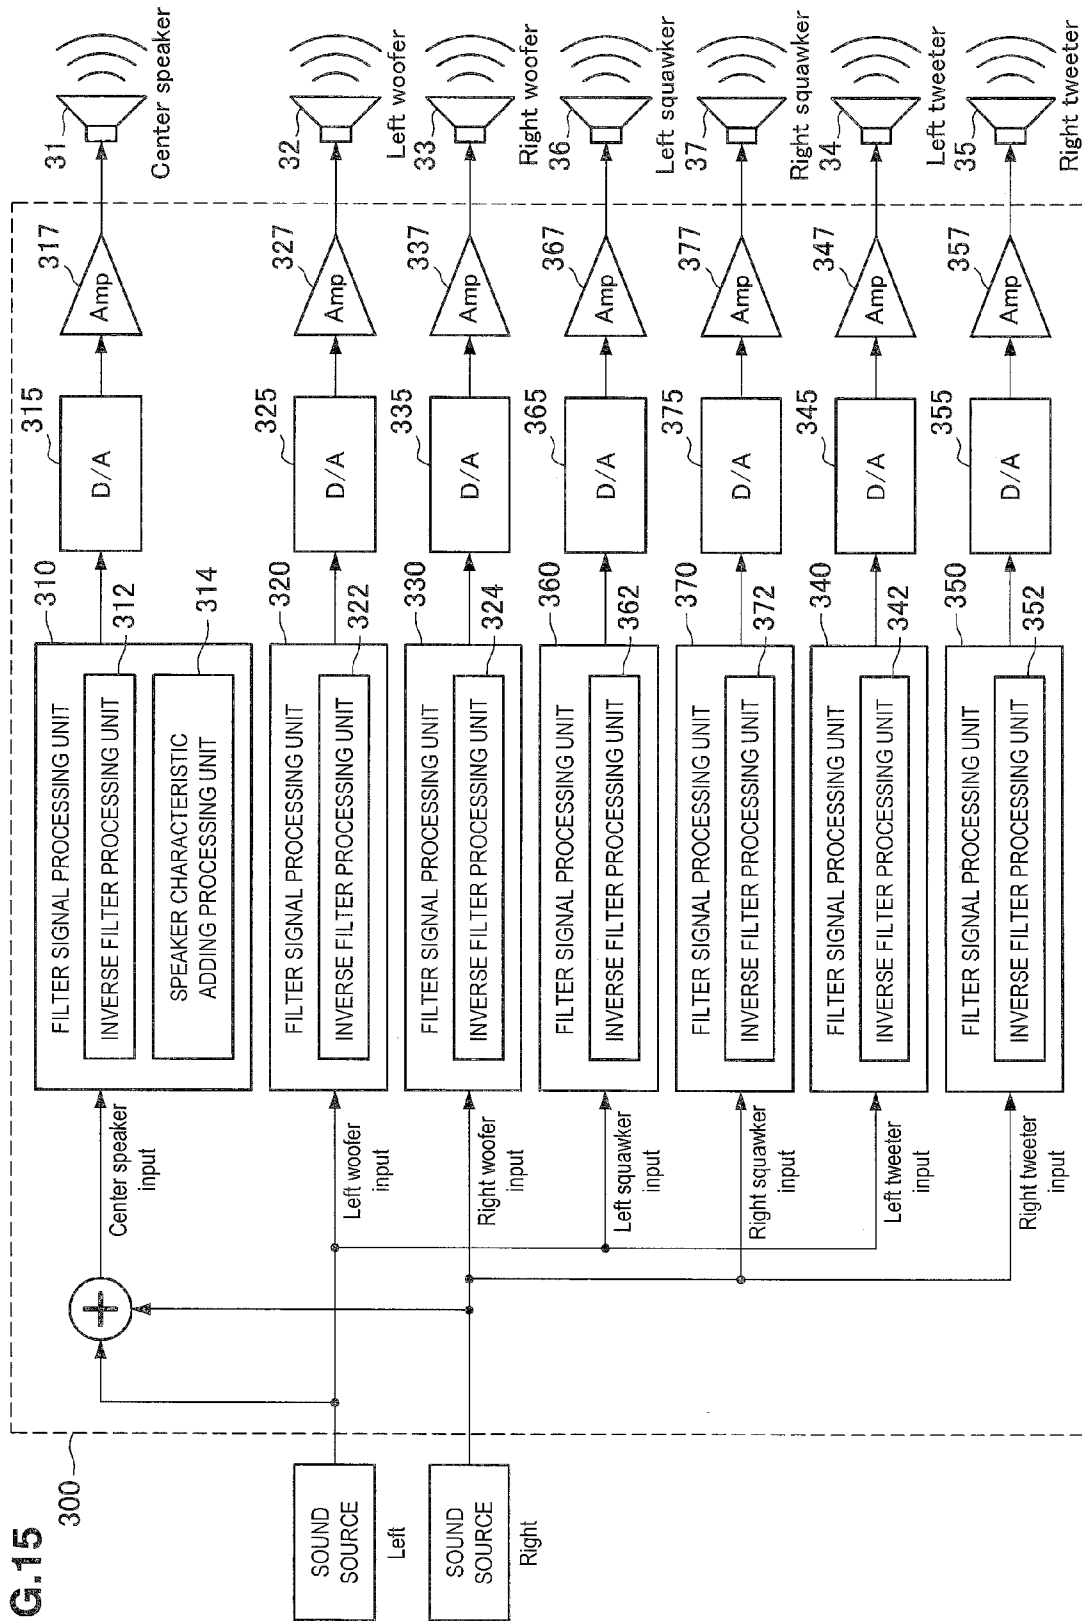 G.15
300
SOUND
SOURCE
Left
SOUND
SOURCE
Right
+
Center speaker
input
310
FILTER SIGNAL PROCESSING UNIT
312
INVERSE FILTER PROCESSING UNIT
314
SPEAKER CHARACTERISTIC
ADDING PROCESSING UNIT
315
D/A
317
Amp
31
Center speaker
Left woofer
input
320
FILTER SIGNAL PROCESSING UNIT
322
INVERSE FILTER PROCESSING UNIT
325
D/A
327
Amp
32
Left woofer
Right woofer
input
330
FILTER SIGNAL PROCESSING UNIT
324
INVERSE FILTER PROCESSING UNIT
335
D/A
337
Amp
33
Right woofer
Left squawker
input
360
FILTER SIGNAL PROCESSING UNIT
362
INVERSE FILTER PROCESSING UNIT
365
D/A
367
Amp
36
Left squawker
Right squawker
input
370
FILTER SIGNAL PROCESSING UNIT
372
INVERSE FILTER PROCESSING UNIT
375
D/A
377
Amp
37
Right squawker
Left tweeter
input
340
FILTER SIGNAL PROCESSING UNIT
342
INVERSE FILTER PROCESSING UNIT
345
D/A
347
Amp
34
Left tweeter
Right tweeter
input
350
FILTER SIGNAL PROCESSING UNIT
352
INVERSE FILTER PROCESSING UNIT
355
D/A
357
Amp
35
Right tweeter